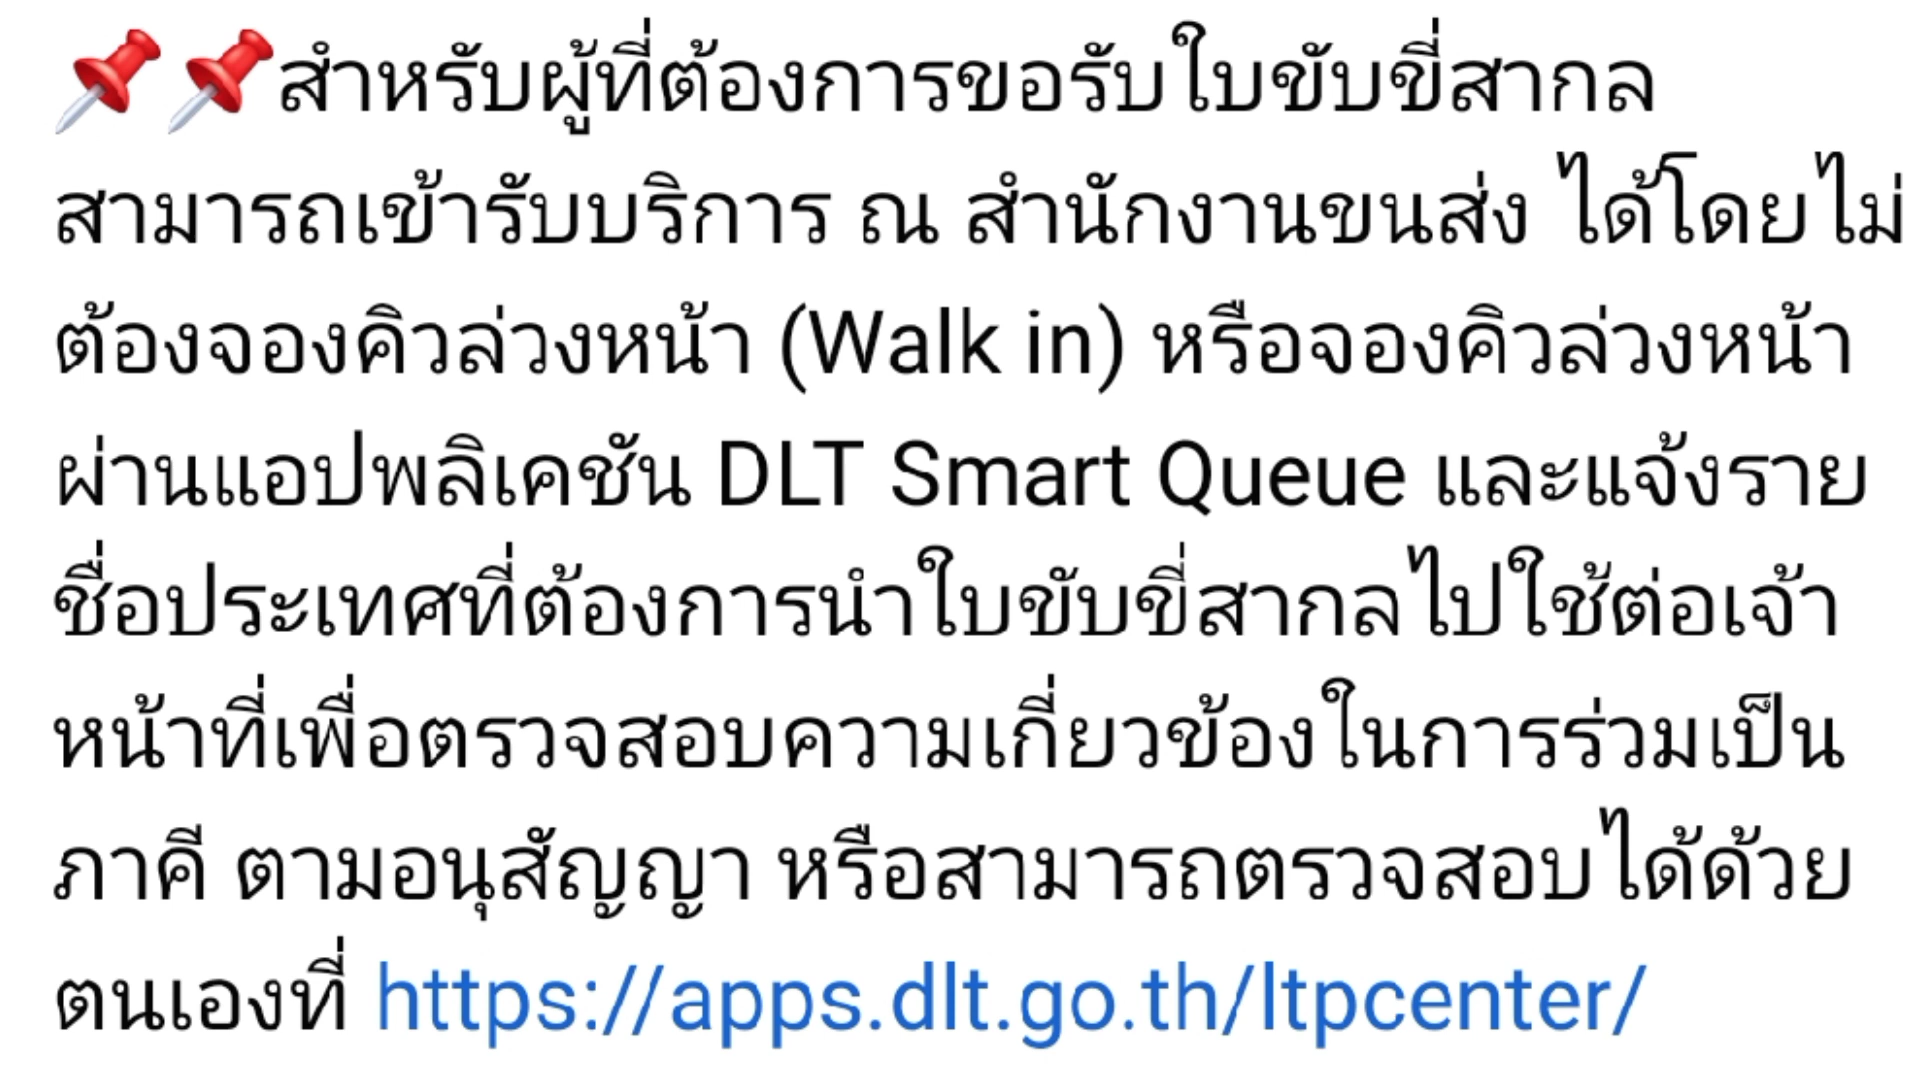 📌📌สำหรับผู้ที่ต้องการขอรับใบขับขี่สากล
สามารถเข้ารับบริการ ณ สำนักงานขนส่ง ได้โดยไม่
ต้องจองคิวล่วงหน้า (Walk in) หรือจองคิวล่วงหน้า
ผ่านแอปพลิเคชัน DLT Smart Queue และแจ้งราย
ชื่อประเทศที่ต้องการนำใบขับขี่สากลไปใช้ต่อเจ้า
หน้าที่เพื่อตรวจสอบความเกี่ยวข้องในการร่วมเป็น
ภาคี ตามอนุสัญญา หรือสามารถตรวจสอบได้ด้วย
ตนเองที่ https://apps.dlt.go.th/ltpcenter/